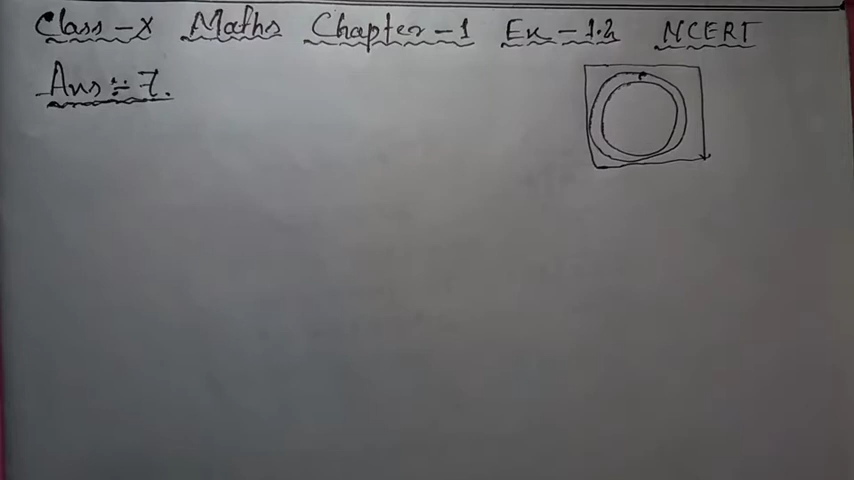 Class - X Maths Chapter - 1 Ex - 1.2 NCERT
Ans ÷ 7.